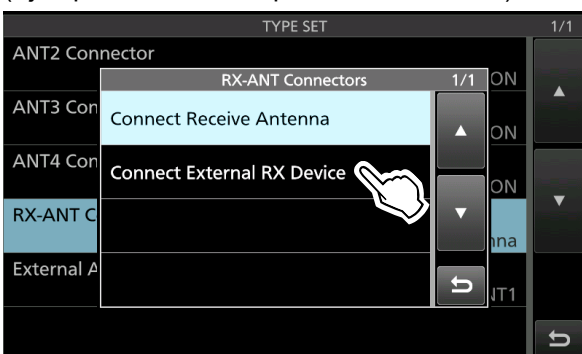 TYPE SET 1/1
ANT2 Connector
ON
RX-ANT Connectors 1/1
ANT3 Con
ON
Connect Receive Antenna
ANT4 Con
ON
Connect External RX Device
RX-ANT C
nna
External A
NT1